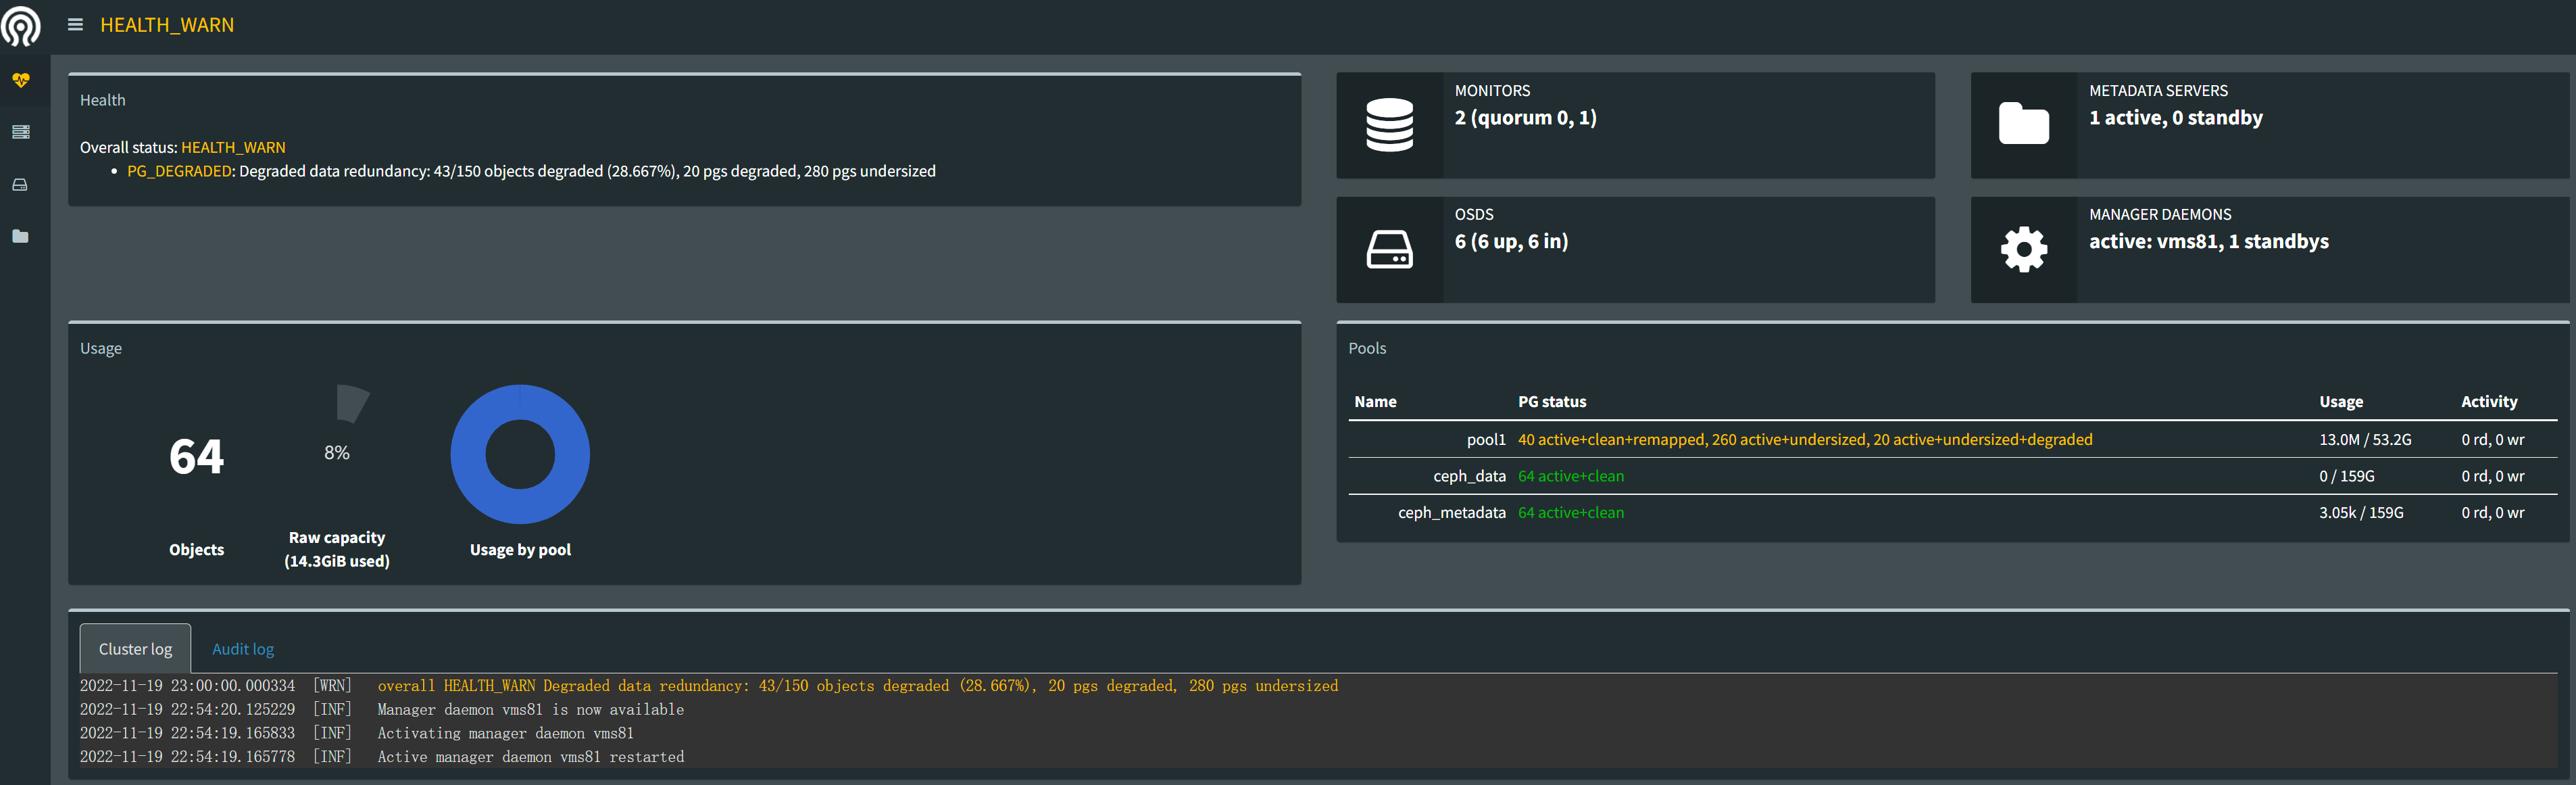 HEALTH_WARN
Health
Overall status: HEALTH_WARN
PG_DEGRADED: Degraded data redundancy: 43/150 objects degraded (28.667%), 20 pgs degraded, 280 pgs undersized
MONITORS
2 (quorum 0, 1)
METADATA SERVERS
1 active, 0 standby
OSDS
6 (6 up, 6 in)
MANAGER DAEMONS
active: vms81, 1 standbys
Usage
64
Objects
8%
Raw capacity
(14.3GiB used)
Usage by pool
Pools
Name PG status Usage Activity
pool1 40 active+clean+remapped, 260 active+undersized, 20 active+undersized+degraded 13.0M / 53.2G 0 rd, 0 wr
ceph_data 64 active+clean 0 / 159G 0 rd, 0 wr
ceph_metadata 64 active+clean 3.05k / 159G 0 rd, 0 wr
Cluster log Audit log
2022-11-19 23:00:00.000334 [WRN] overall HEALTH_WARN Degraded data redundancy: 43/150 objects degraded (28.667%), 20 pgs degraded, 280 pgs undersized
2022-11-19 22:54:20.125229 [INF] Manager daemon vms81 is now available
2022-11-19 22:54:19.165833 [INF] Activating manager daemon vms81
2022-11-19 22:54:19.165778 [INF] Active manager daemon vms81 restarted